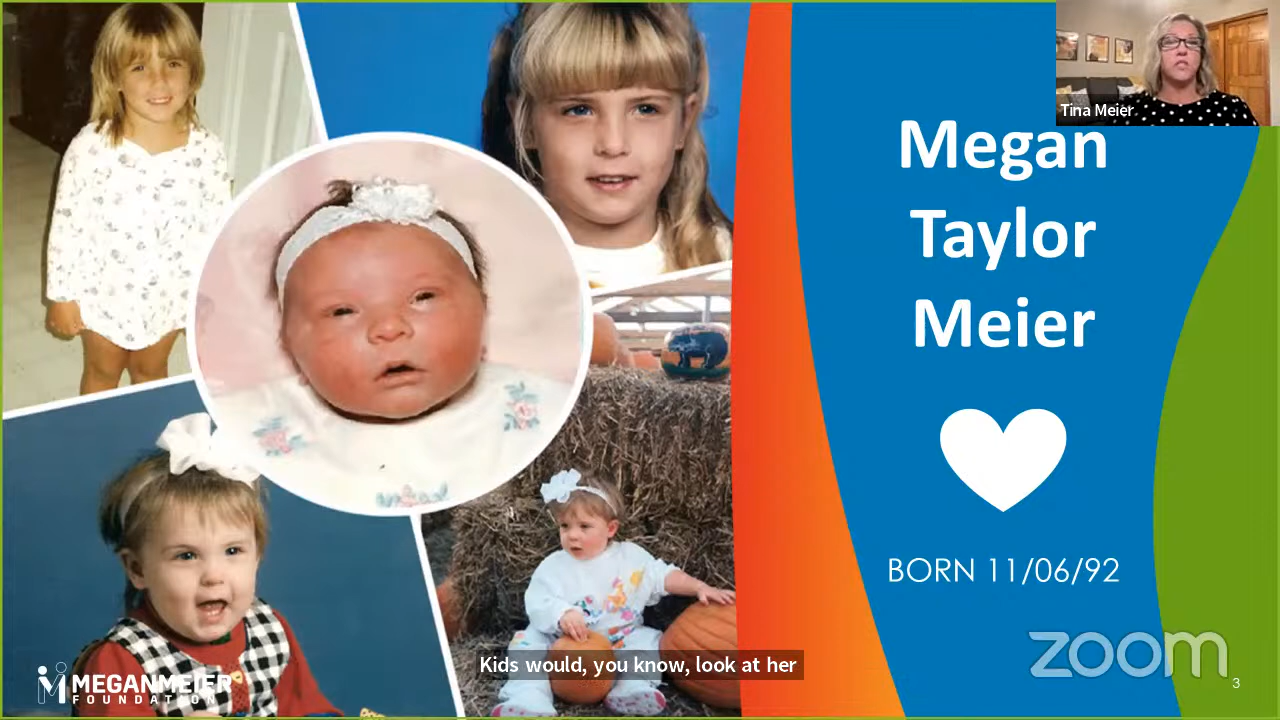 Tina Meier
Megan
Taylor
Meier
BORN 11/06/92
Kids would, you know, look at her
MEGANMEIER
FOUNDATION
zoom
3